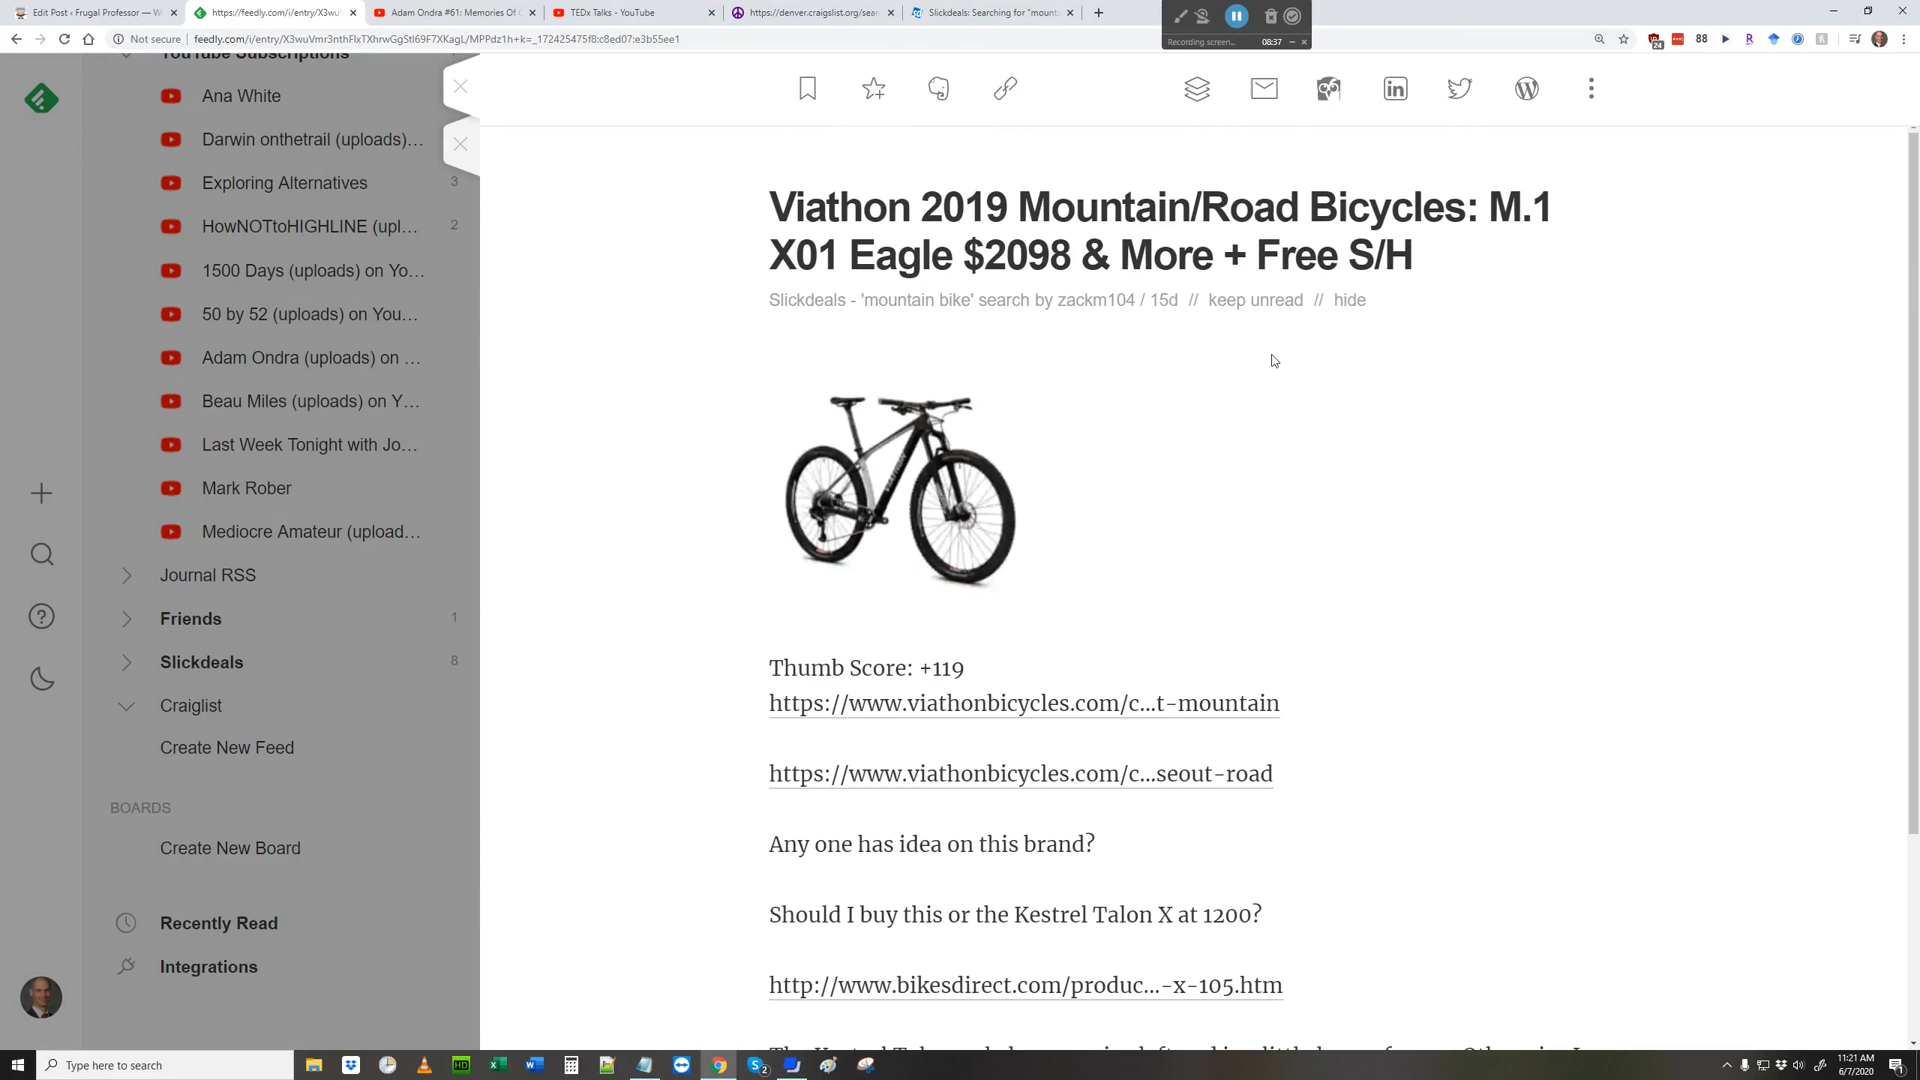 Edit Post ‹ Frugal Professor — W
https://feedly.com/i/entry/X3wuV
Adam Ondra #61: Memories Of C
TEDx Talks - YouTube
https://denver.craigslist.org/sear
Slickdeals: Searching for "mount
Recording screen... 08:37
Not secure feedly.com/i/entry/X3wuVmr3nthFlxTXhrwGgStl69F7XKagL/MPPdz1h+k=_172425475f8:c8ed07:e3b55ee1
24
88
YouTube Subscriptions
Ana White
Darwin onthetrail (uploads)...
Exploring Alternatives 3
HowNOTtoHIGHLINE (upl... 2
1500 Days (uploads) on Yo...
50 by 52 (uploads) on You...
Adam Ondra (uploads) on ...
Beau Miles (uploads) on Y...
Last Week Tonight with Jo...
Mark Rober
Mediocre Amateur (upload...
Journal RSS
Friends 1
Slickdeals 8
Craiglist
Create New Feed
BOARDS
Create New Board
Recently Read
Integrations
Viathon 2019 Mountain/Road Bicycles: M.1
X01 Eagle $2098 & More + Free S/H
Slickdeals - 'mountain bike' search by zackm104 / 15d // keep unread // hide
VIATHON
Thumb Score: +119
https://www.viathonbicycles.com/c...t-mountain
https://www.viathonbicycles.com/c...seout-road
Any one has idea on this brand?
Should I buy this or the Kestrel Talon X at 1200?
http://www.bikesdirect.com/produc...-x-105.htm
Type here to search
HD
2
11:21 AM
6/7/2020
1